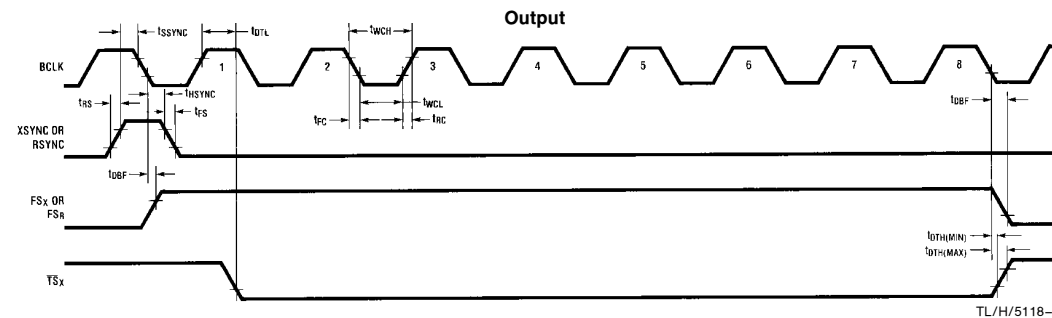 Output
tSSYNC
tDTL
tWCH
BCLK
1
2
3
4
5
6
7
8
tHSYNC
tWCL
tDBF
tRS
tFS
tFC
tRC
XSYNC OR
RSYNC
tDBF
FSX OR
FSR
tDTH(MIN)
tDTH(MAX)
TSX
TL/H/5118–